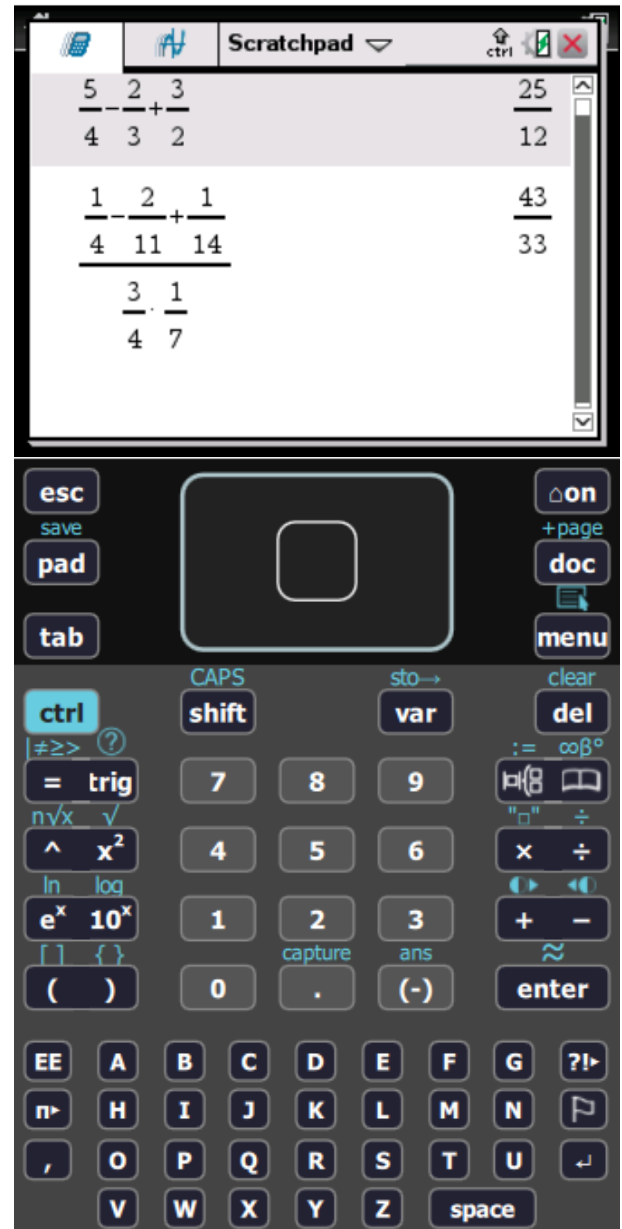 Scratchpad ctrl
5/4-2/3+3/2 25/12
(1/4-2/11+1/14)/(3/4·1/7) 43/33
esc ⌂on
save +page
pad doc
tab menu
CAPS sto→ clear
ctrl shift var del
|≠≥> ? := ∞β°
= trig 7 8 9
n√x √ "□" ÷
^ x² 4 5 6 × ÷
ln log
eˣ 10ˣ 1 2 3 + −
[ ] { } capture ans ≈
( ) 0 . (-) enter
EE A B C D E F G ?!▸
π▸ H I J K L M N
, O P Q R S T U ↵
V W X Y Z space